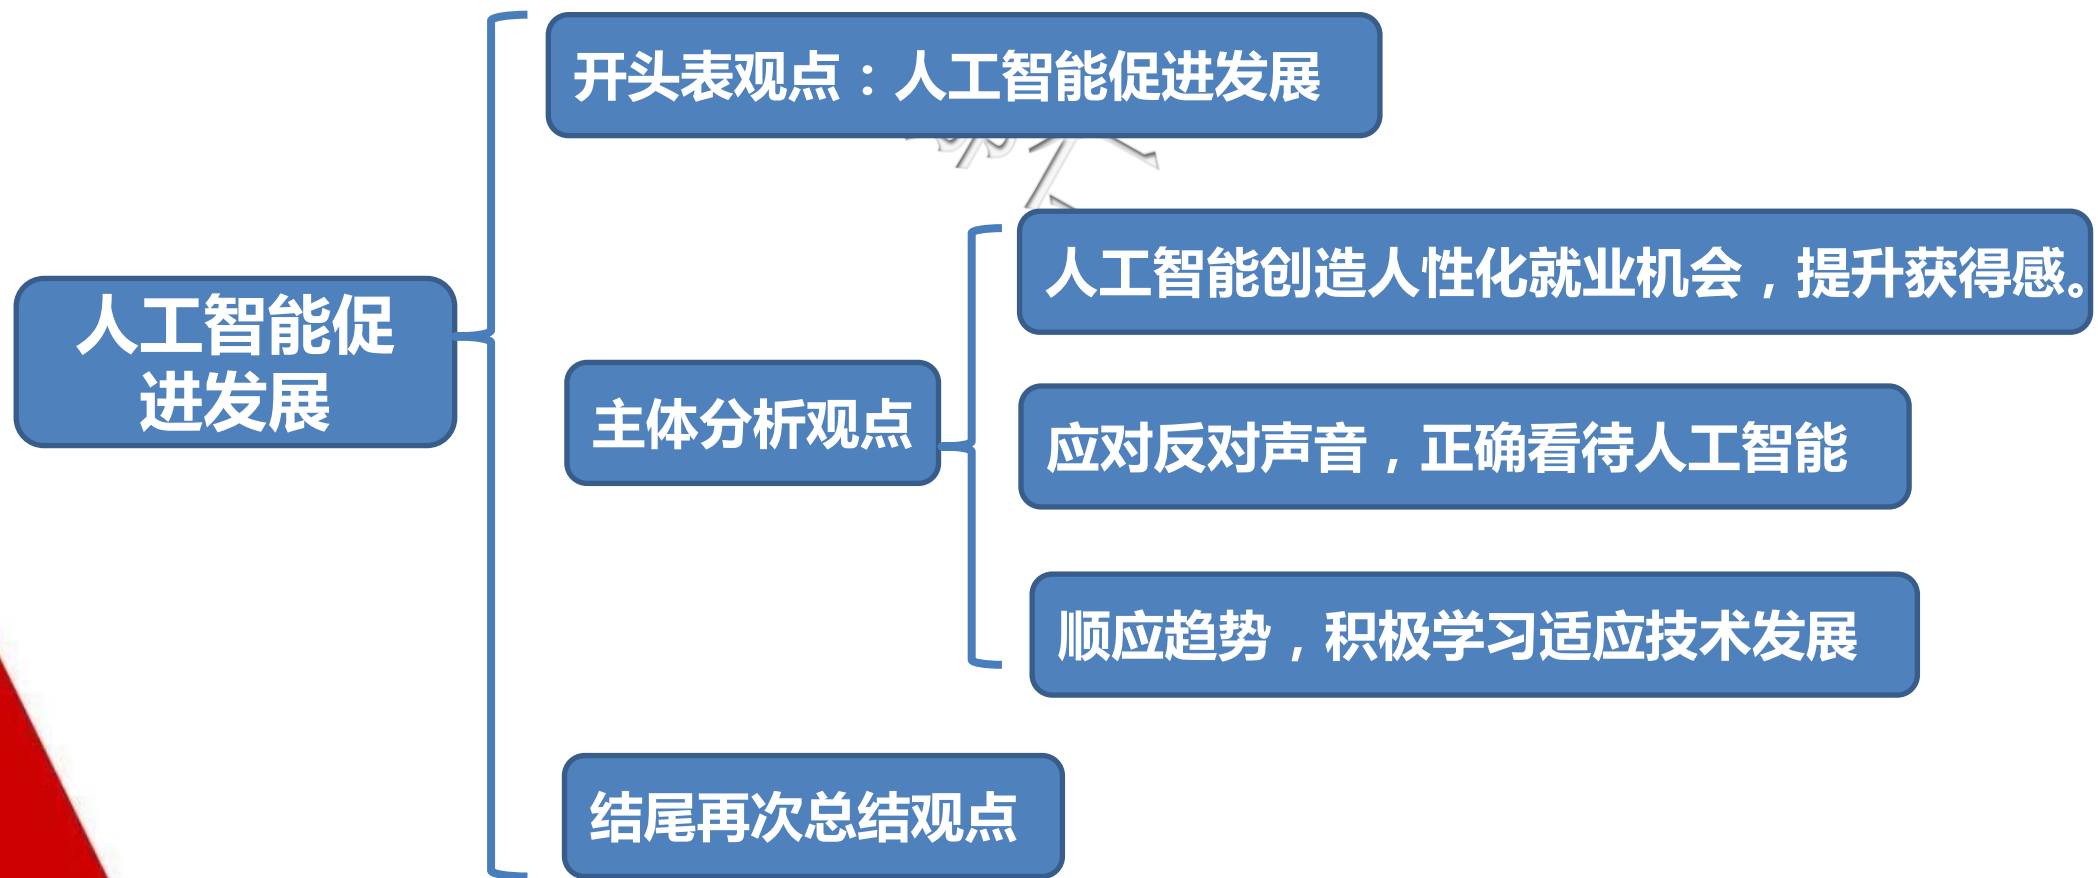 开头表观点：人工智能促进发展
人工智能创造人性化就业机会，提升获得感。
人工智能促
进发展
主体分析观点
应对反对声音，正确看待人工智能
顺应趋势，积极学习适应技术发展
结尾再次总结观点